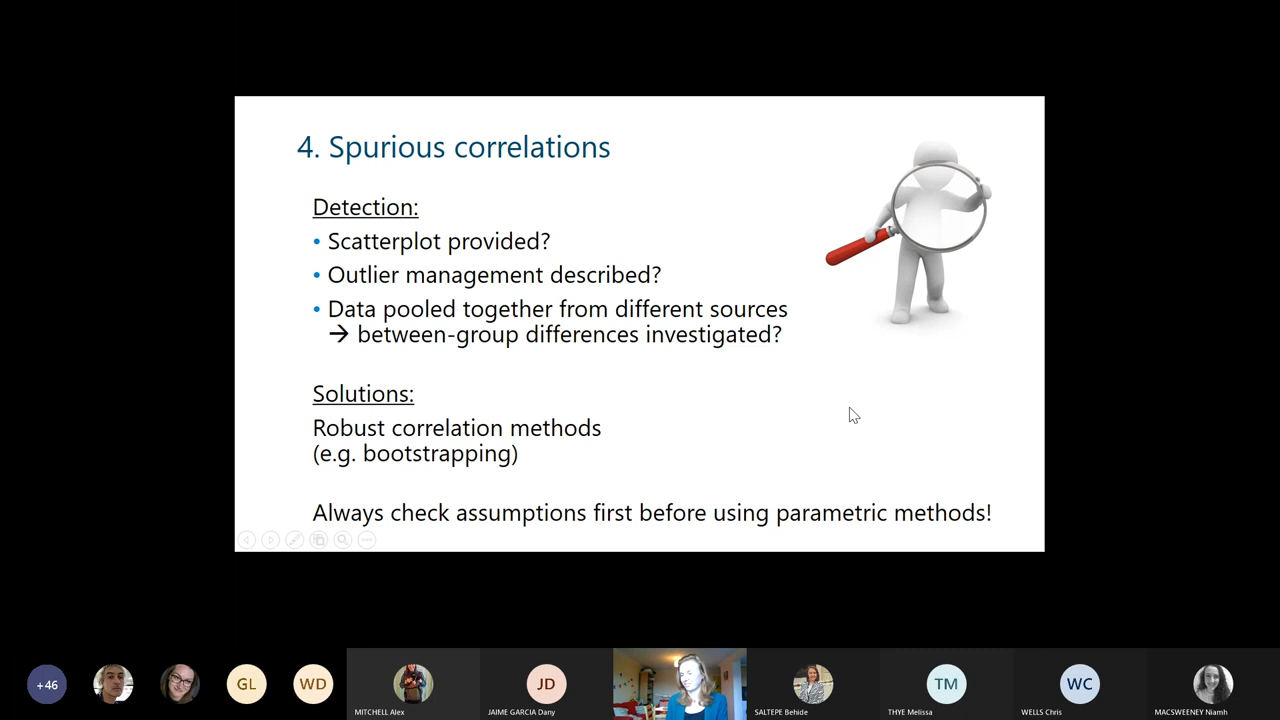 4. Spurious correlations
Detection:
• Scatterplot provided?
• Outlier management described?
• Data pooled together from different sources
→ between-group differences investigated?
Solutions:
Robust correlation methods
(e.g. bootstrapping)
Always check assumptions first before using parametric methods!
+46
GL
WD
MITCHELL Alex
JD
JAIME GARCIA Dany
SALTEPE Behide
TM
THYE Melissa
WC
WELLS Chris
MACSWEENEY Niamh